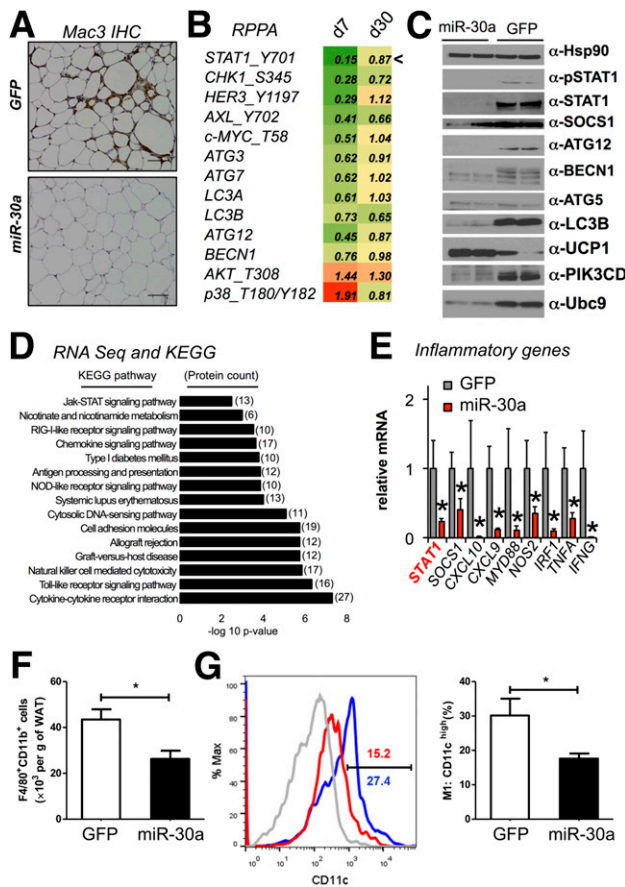 A
Mac3 IHC
GFP
miR-30a
B
RPPA d7 d30
STAT1_Y701 0.15 0.87 <
CHK1_S345 0.28 0.72
HER3_Y1197 0.29 1.12
AXL_Y702 0.41 0.66
c-MYC_T58 0.51 1.04
ATG3 0.62 0.91
ATG7 0.62 1.02
LC3A 0.61 1.03
LC3B 0.73 0.65
ATG12 0.45 0.87
BECN1 0.76 0.98
AKT_T308 1.44 1.30
p38_T180/Y182 1.91 0.81
C
miR-30a GFP
α-Hsp90
α-pSTAT1
α-STAT1
α-SOCS1
α-ATG12
α-BECN1
α-ATG5
α-LC3B
α-UCP1
α-PIK3CD
α-Ubc9
D
RNA Seq and KEGG
KEGG pathway (Protein count)
Jak-STAT signaling pathway (13)
Nicotinate and nicotinamide metabolism (6)
RIG-I-like receptor signaling pathway (10)
Chemokine signaling pathway (17)
Type I diabetes mellitus (10)
Antigen processing and presentation (12)
NOD-like receptor signaling pathway (10)
Systemic lupus erythematosus (13)
Cytosolic DNA-sensing pathway (11)
Cell adhesion molecules (19)
Allograft rejection (12)
Graft-versus-host disease (12)
Natural killer cell mediated cytotoxicity (17)
Toll-like receptor signaling pathway (16)
Cytokine-cytokine receptor interaction (27)
0 2 4 6 8
-log 10 p-value
E
Inflammatory genes
GFP
miR-30a
relative mRNA
2
1
0
* * * * * * * * *
STAT1
SOCS1
CXCL10
CXCL9
MYD88
NOS2
IRF1
TNFA
IFNG
F
F4/80⁺CD11b⁺ cells
(×10³ per g of WAT)
60
40
20
0
*
GFP miR-30a
G
% Max
100
80
60
40
20
0
15.2
27.4
10⁰ 10¹ 10² 10³ 10⁴
CD11c
M1: CD11c high(%)
40
30
20
10
0
*
GFP miR-30a